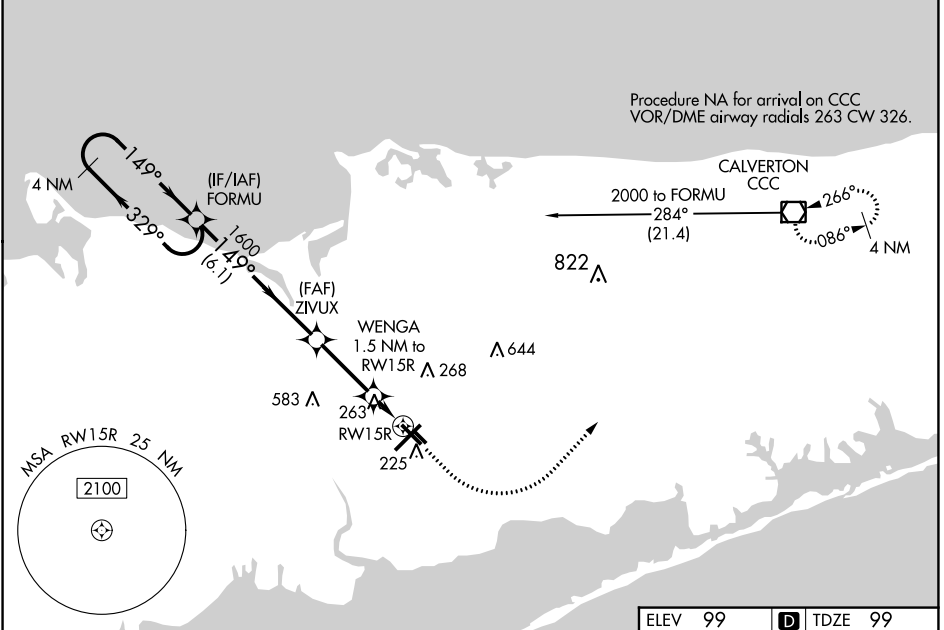 Procedure NA for arrival on CCC
VOR/DME airway radials 263 CW 326.
CALVERTON
CCC
2000 to FORMU
284°
(21.4)
266°
086°
4 NM
822
4 NM
149°
329°
(IF/IAF)
FORMU
1600
149°
(6.1)
(FAF)
ZIVUX
WENGA
1.5 NM to
RW15R
268
644
583
263
RW15R
225
MSA RW15R 25 NM
2100
ELEV 99
D TDZE 99